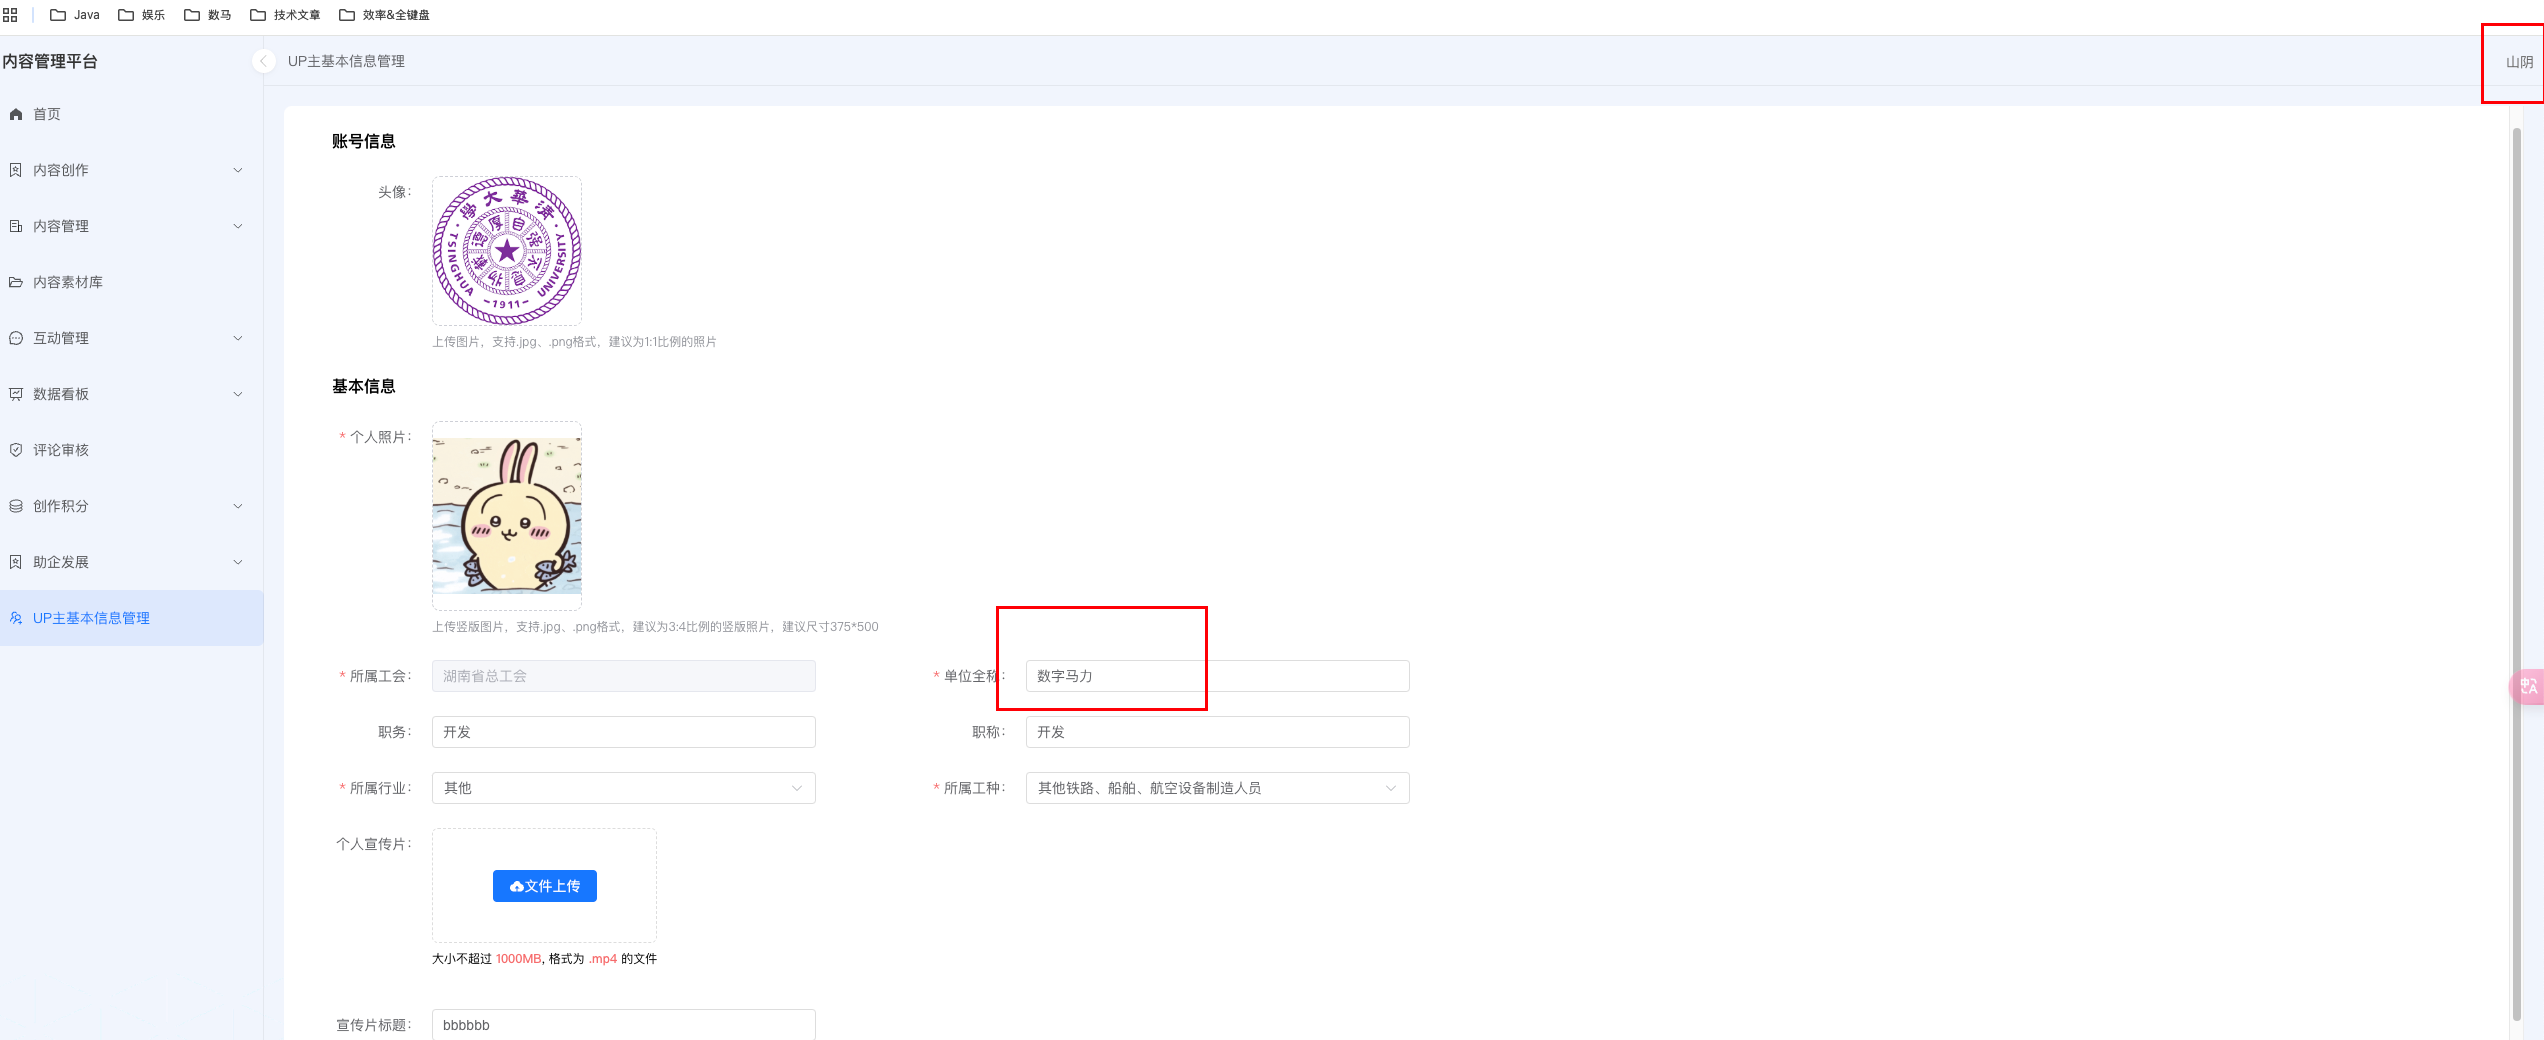 Java 娱乐 数马 技术文章 效率&全键盘
内容管理平台
UP主基本信息管理
山阴
首页
内容创作
内容管理
内容素材库
互动管理
数据看板
评论审核
创作积分
助企发展
UP主基本信息管理
账号信息
头像：
清華大學
自强不息 厚德载物
TSINGHUA UNIVERSITY
-1911-
上传图片，支持.jpg、.png格式，建议为1:1比例的照片
基本信息
* 个人照片：
上传竖版图片，支持.jpg、.png格式，建议为3:4比例的竖版照片，建议尺寸375*500
* 所属工会： 湖南省总工会 * 单位全称： 数字马力
职务： 开发 职称： 开发
* 所属行业： 其他 * 所属工种： 其他铁路、船舶、航空设备制造人员
个人宣传片：
文件上传
大小不超过 1000MB, 格式为 .mp4 的文件
宣传片标题： bbbbbb
中A